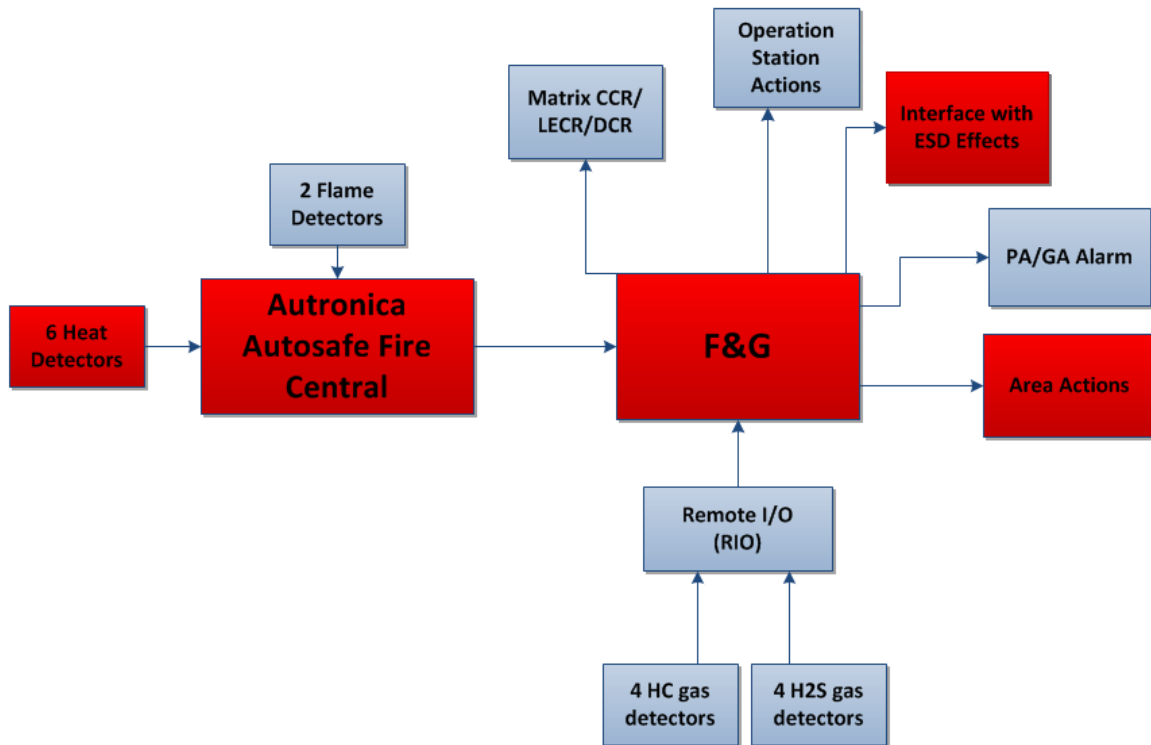 Operation
Station
Actions
Matrix CCR/
LECR/DCR
Interface with
ESD Effects
2 Flame
Detectors
PA/GA Alarm
6 Heat
Detectors
Autronica
Autosafe Fire
Central
F&G
Area Actions
Remote I/O
(RIO)
4 HC gas
detectors
4 H2S gas
detectors